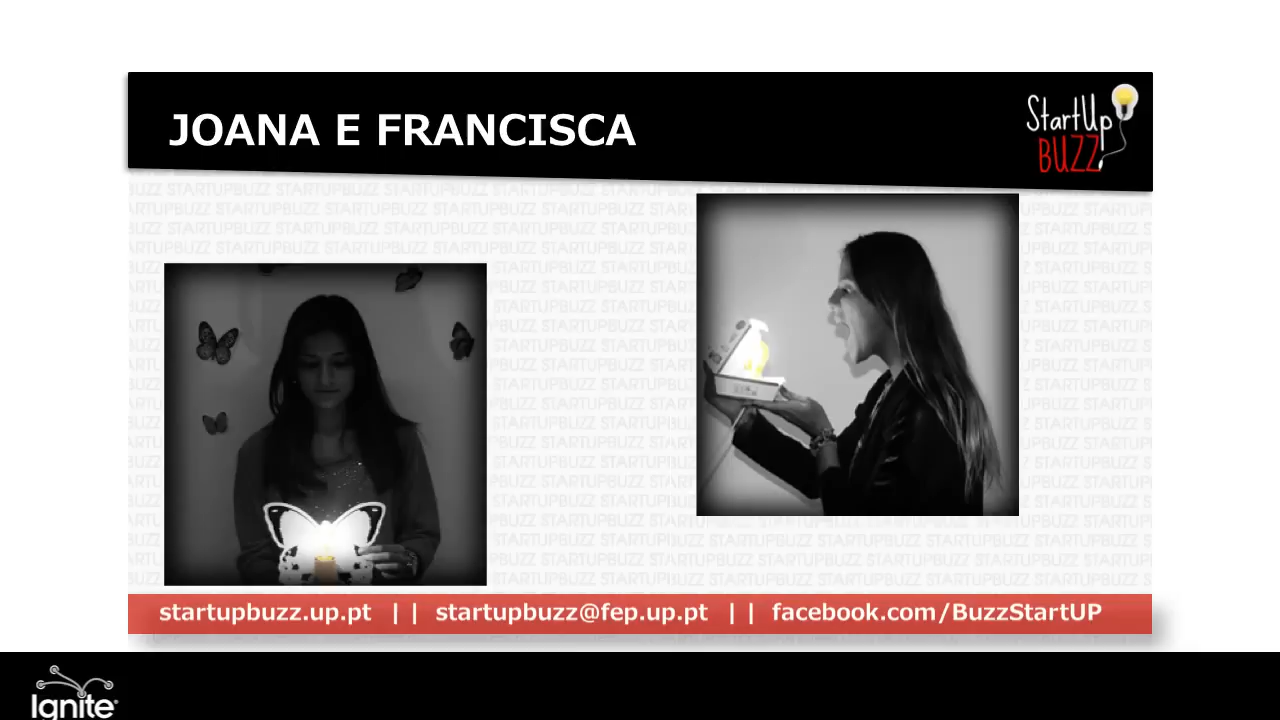 JOANA E FRANCISCA
StartUp
BUZZ
startupbuzz.up.pt || startupbuzz@fep.up.pt || facebook.com/BuzzStartUP
Ignite